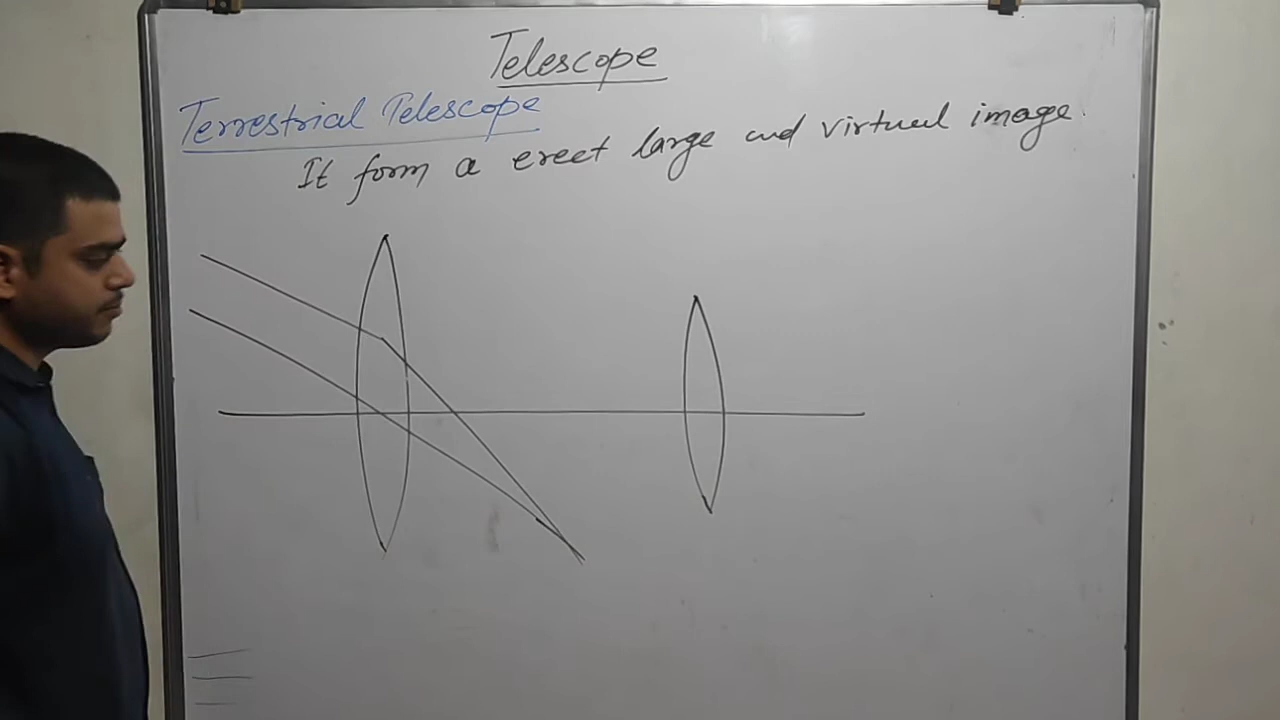 Telescope
Terrestrial Telescope
It form a erect large and virtual image.